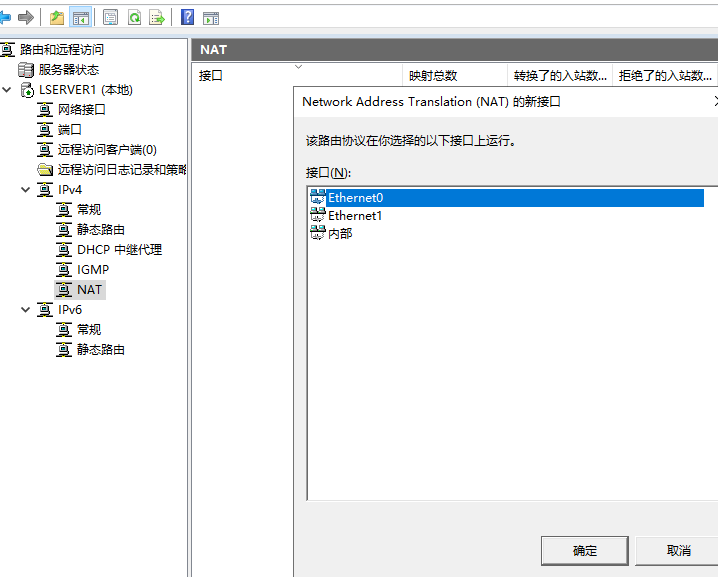 路由和远程访问
服务器状态
LSERVER1 (本地)
网络接口
端口
远程访问客户端(0)
远程访问日志记录和策略
IPv4
常规
静态路由
DHCP 中继代理
IGMP
NAT
IPv6
常规
静态路由
NAT
接口 映射总数 转换了的入站数... 拒绝了的入站数...
Network Address Translation (NAT) 的新接口
该路由协议在你选择的以下接口上运行。
接口(N):
Ethernet0
Ethernet1
内部
确定 取消